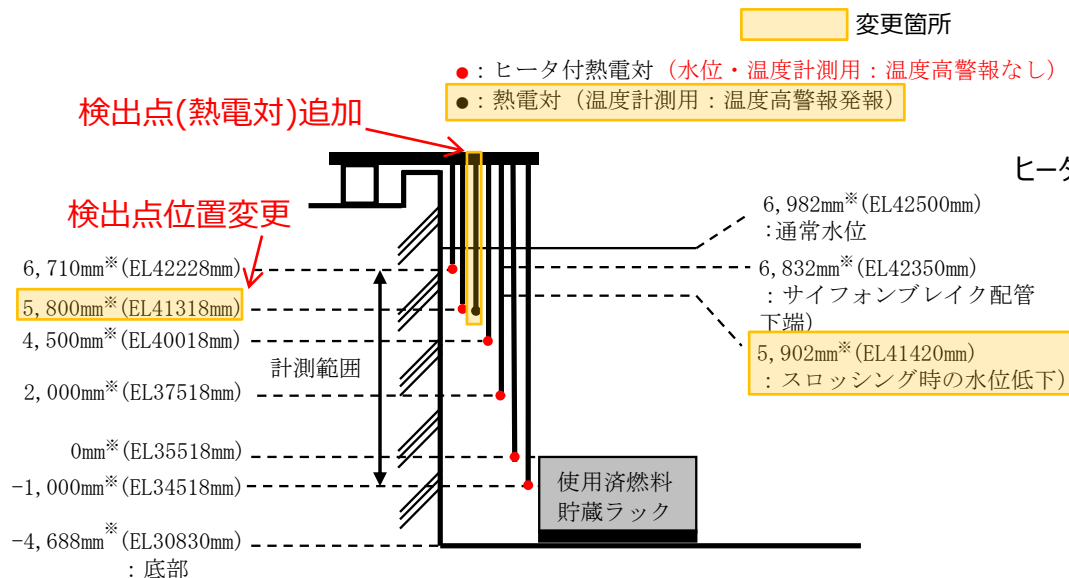 変更箇所
●：ヒータ付熱電対（水位・温度計測用：温度高警報なし）
●：熱電対（温度計測用：温度高警報発報）
検出点(熱電対)追加
検出点位置変更
ヒータ
6,982mm※(EL42500mm)
：通常水位
6,832mm※(EL42350mm)
：サイフォンブレイク配管
下端)
5,902mm※(EL41420mm)
：スロッシング時の水位低下)
6,710mm※(EL42228mm)
5,800mm※(EL41318mm)
4,500mm※(EL40018mm)
計測範囲
2,000mm※(EL37518mm)
0mm※(EL35518mm)
-1,000mm※(EL34518mm)
-4,688mm※(EL30830mm)
：底部
使用済燃料
貯蔵ラック